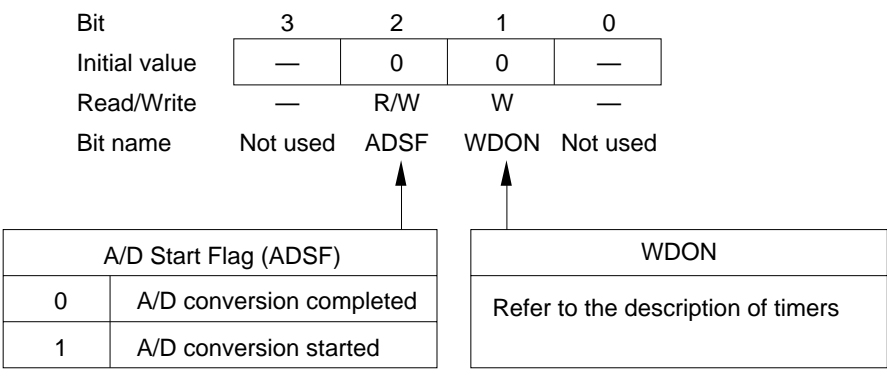 Bit 3 2 1 0
Initial value — 0 0 —
Read/Write — R/W W —
Bit name Not used ADSF WDON Not used
A/D Start Flag (ADSF)
0 A/D conversion completed
1 A/D conversion started
WDON
Refer to the description of timers